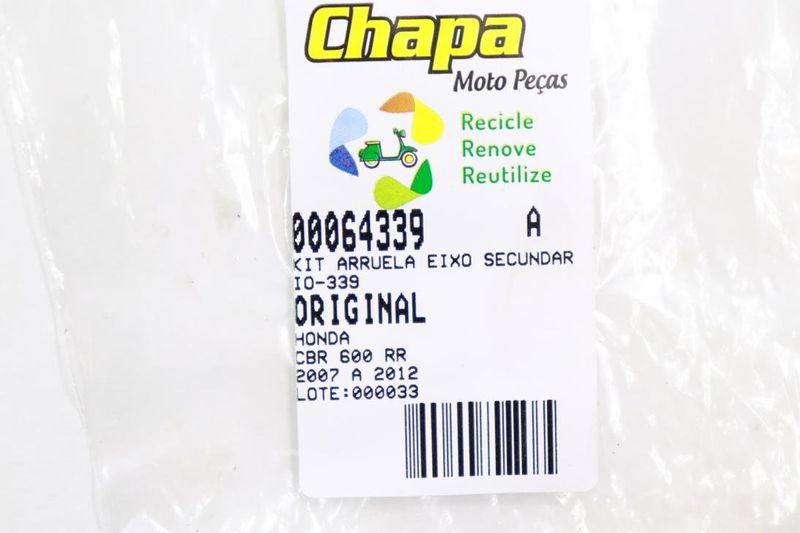 Chapa
Moto Peças
Recicle
Renove
Reutilize
00064339 A
KIT ARRUELA EIXO SECUNDAR
IO-339
ORIGINAL
HONDA
CBR 600 RR
2007 A 2012
LOTE:000033